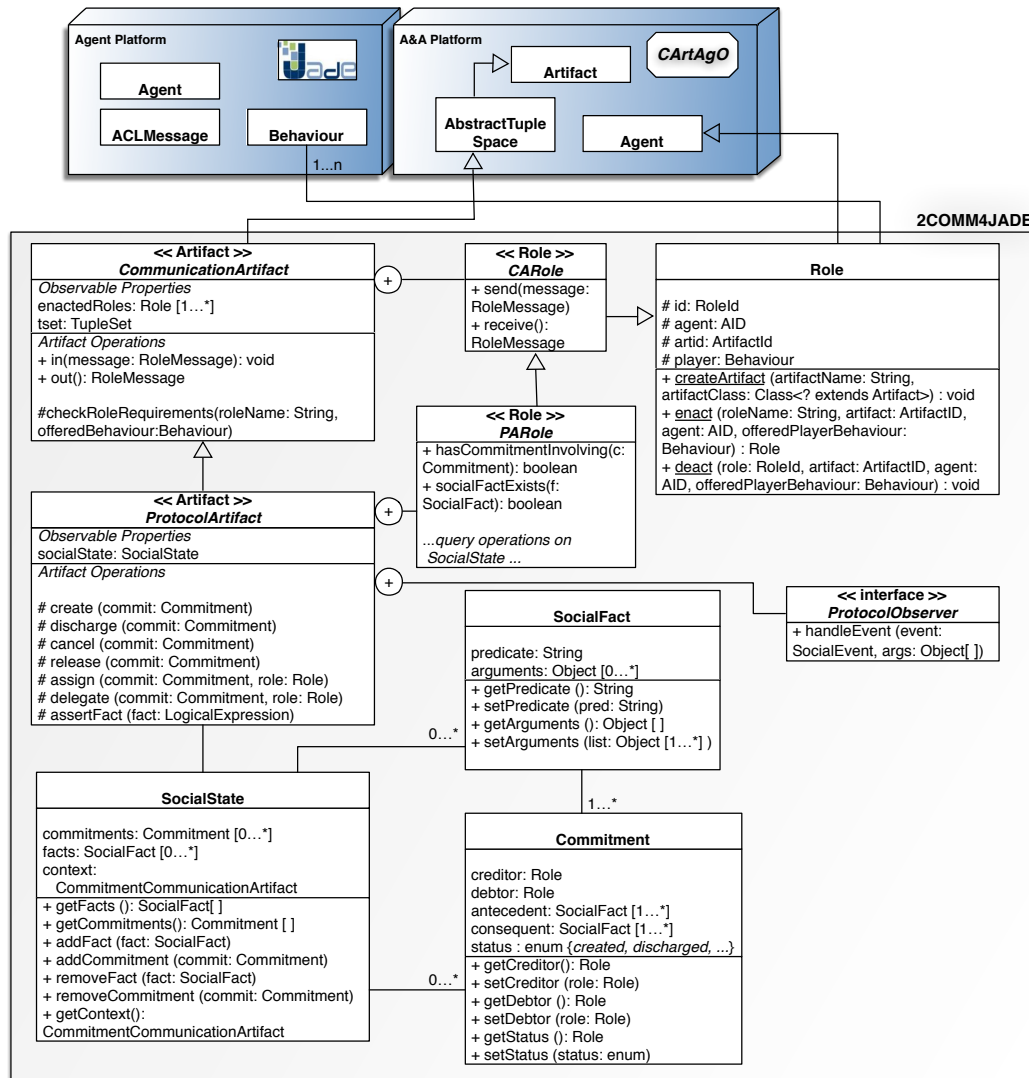 Agent Platform
Jade
Agent
ACLMessage
Behaviour
1...n
A&A Platform
CArtAgO
Artifact
AbstractTuple
Space
Agent
2COMM4JADE
<< Artifact >>
CommunicationArtifact
Observable Properties
enactedRoles: Role [1...*]
tset: TupleSet
Artifact Operations
+ in(message: RoleMessage): void
+ out(): RoleMessage
#checkRoleRequirements(roleName: String,
offeredBehaviour:Behaviour)
+
<< Role >>
CARole
+ send(message:
RoleMessage)
+ receive():
RoleMessage
Role
# id: RoleId
# agent: AID
# artid: ArtifactId
# player: Behaviour
+ createArtifact (artifactName: String,
artifactClass: Class<? extends Artifact>) : void
+ enact (roleName: String, artifact: ArtifactID,
agent: AID, offeredPlayerBehaviour:
Behaviour) : Role
+ deact (role: RoleId, artifact: ArtifactID, agent:
AID, offeredPlayerBehaviour: Behaviour) : void
<< Role >>
PARole
+ hasCommitmentInvolving(c:
Commitment): boolean
+ socialFactExists(f:
SocialFact): boolean
...query operations on
SocialState ...
<< Artifact >>
ProtocolArtifact
Observable Properties
socialState: SocialState
Artifact Operations
# create (commit: Commitment)
# discharge (commit: Commitment)
# cancel (commit: Commitment)
# release (commit: Commitment)
# assign (commit: Commitment, role: Role)
# delegate (commit: Commitment, role: Role)
# assertFact (fact: LogicalExpression)
+
+
<< interface >>
ProtocolObserver
+ handleEvent (event:
SocialEvent, args: Object[ ])
SocialFact
predicate: String
arguments: Object [0...*]
+ getPredicate (): String
+ setPredicate (pred: String)
+ getArguments (): Object [ ]
+ setArguments (list: Object [1...*] )
0...*
1...*
SocialState
commitments: Commitment [0...*]
facts: SocialFact [0...*]
context:
CommitmentCommunicationArtifact
+ getFacts (): SocialFact[ ]
+ getCommitments(): Commitment [ ]
+ addFact (fact: SocialFact)
+ addCommitment (commit: Commitment)
+ removeFact (fact: SocialFact)
+ removeCommitment (commit: Commitment)
+ getContext():
CommitmentCommunicationArtifact
0...*
Commitment
creditor: Role
debtor: Role
antecedent: SocialFact [1...*]
consequent: SocialFact [1...*]
status : enum {created, discharged, ...}
+ getCreditor(): Role
+ setCreditor (role: Role)
+ getDebtor (): Role
+ setDebtor (role: Role)
+ getStatus (): Role
+ setStatus (status: enum)